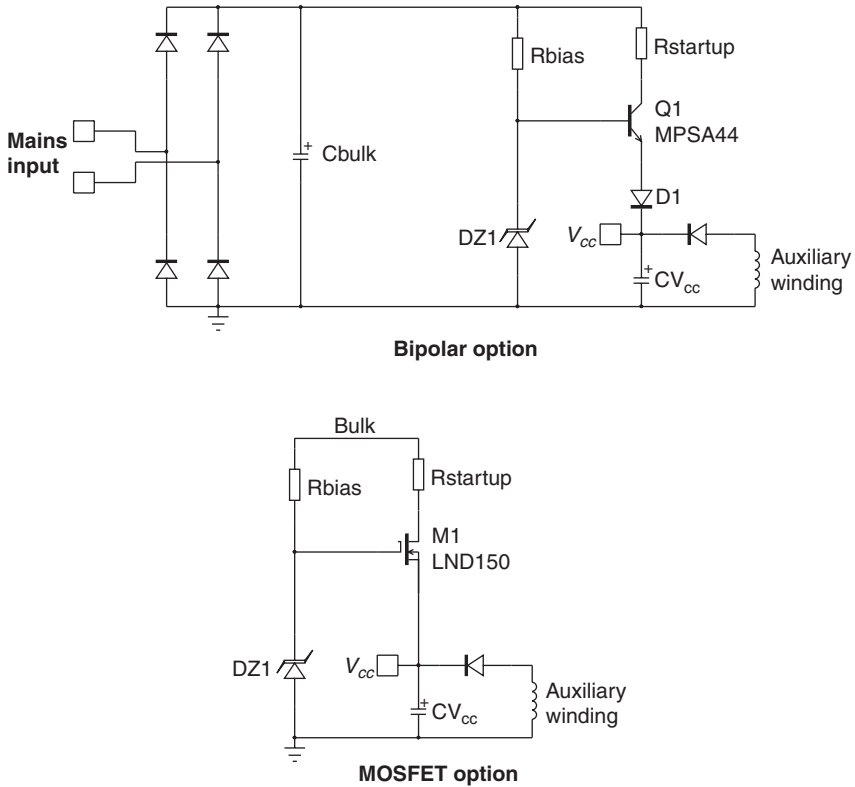 Mains
input
Cbulk
Rbias
Rstartup
Q1
MPSA44
D1
DZ1
Vcc
CVcc
Auxiliary
winding
Bipolar option
Bulk
Rbias
Rstartup
M1
LND150
DZ1
Vcc
CVcc
Auxiliary
winding
MOSFET option